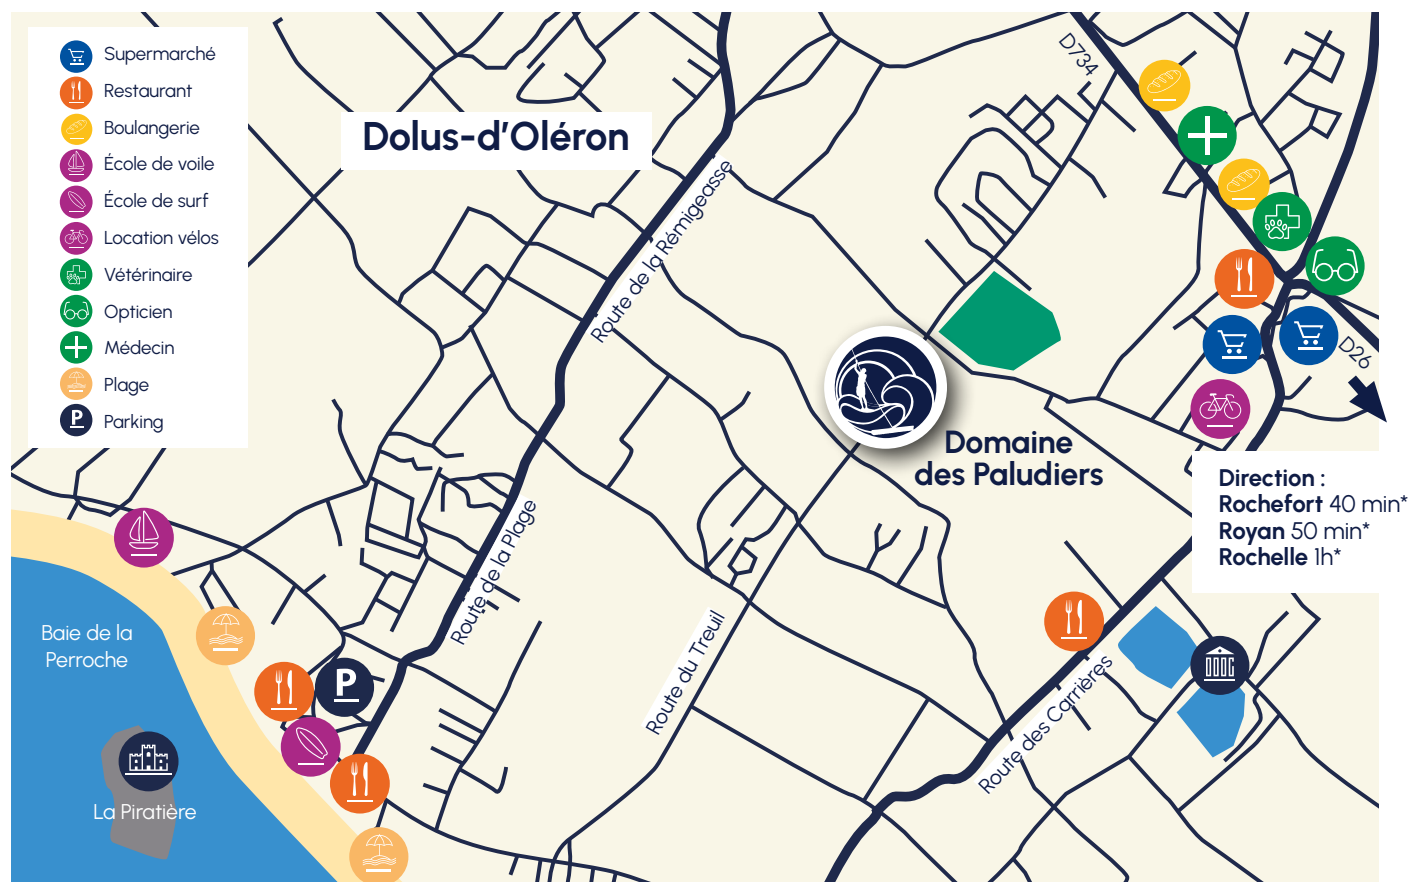 Supermarché
Restaurant
Boulangerie
École de voile
École de surf
Location vélos
Vétérinaire
Opticien
Médecin
Plage
P
Parking
Dolus-d'Oléron
D734
Route de la Rémigeasse
D26
Domaine
des Paludiers
Direction :
Rochefort 40 min*
Royan 50 min*
Rochelle 1h*
Route de la Plage
Route du Treuil
Route des Carrières
Baie de la
Perroche
P
La Piratière